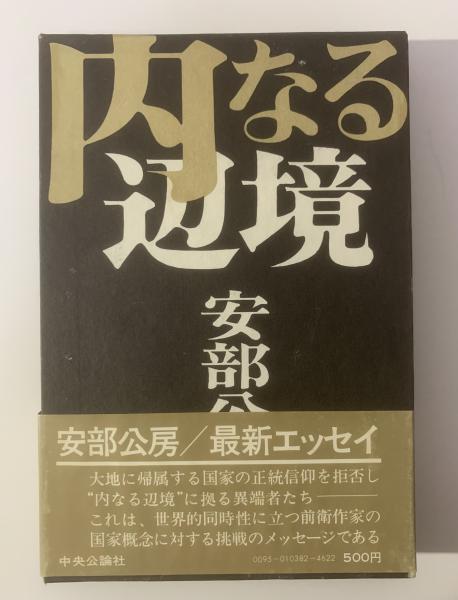 内なる
辺境
安部公
安部公房／最新エッセイ
大地に帰属する国家の正統信仰を拒否し
“内なる辺境”に拠る異端者たち———
これは、世界的同時性に立つ前衛作家の
国家概念に対する挑戦のメッセージである
中央公論社 0095-010382-4622 500円